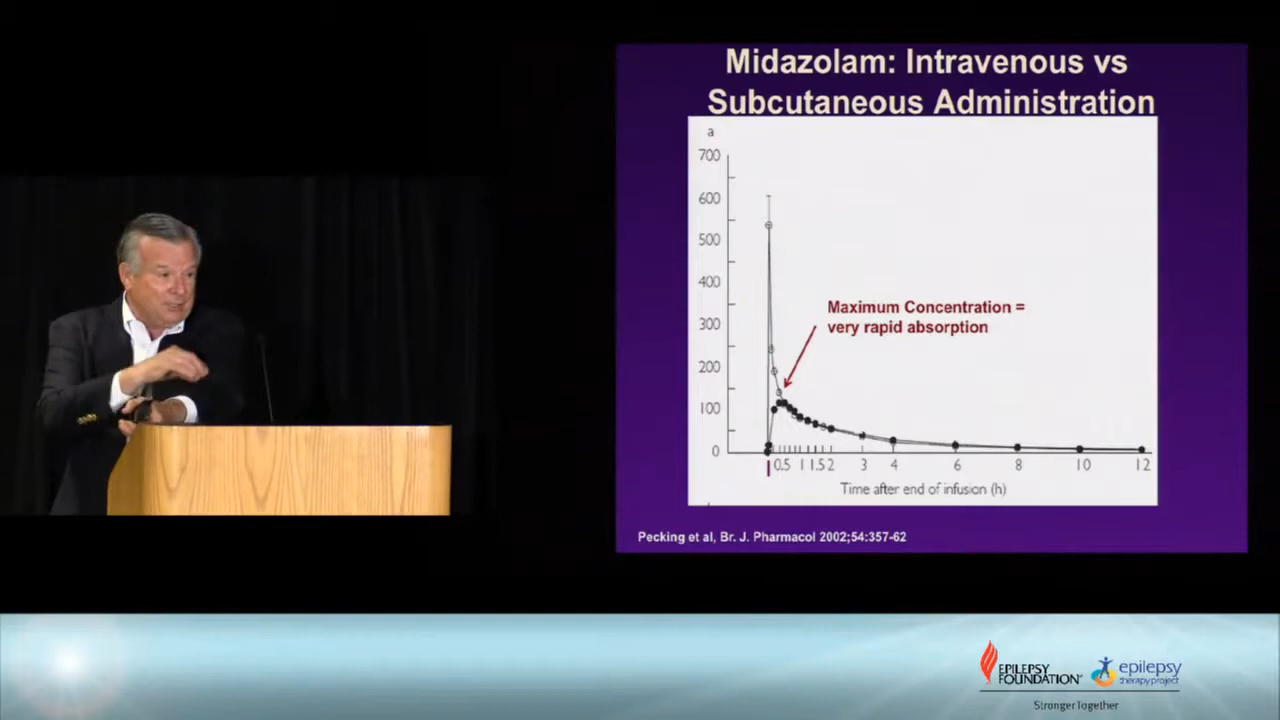 Midazolam: Intravenous vs
Subcutaneous Administration
a
700
600
500
400
300
200
100
0
Maximum Concentration =
very rapid absorption
0.5 1 1.5 2 3 4 6 8 10 12
Time after end of infusion (h)
Pecking et al, Br. J. Pharmacol 2002;54:357-62
EPILEPSY
FOUNDATION
epilepsy
therapy project
Stronger Together